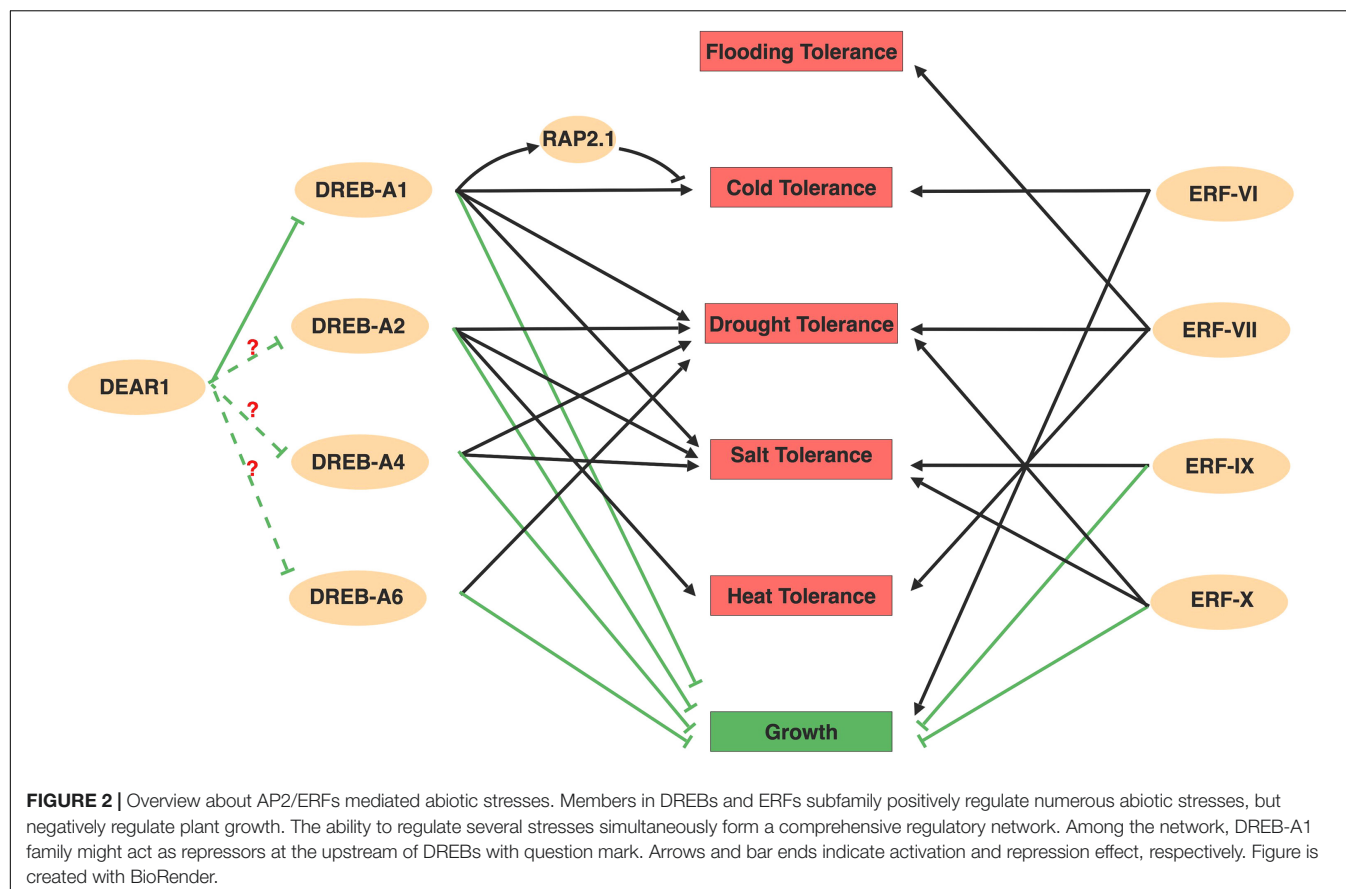 Flooding Tolerance
RAP2.1
DREB-A1
Cold Tolerance
ERF-VI
DREB-A2
Drought Tolerance
ERF-VII
?
DEAR1
?
DREB-A4
Salt Tolerance
ERF-IX
?
DREB-A6
Heat Tolerance
ERF-X
Growth
FIGURE 2 | Overview about AP2/ERFs mediated abiotic stresses. Members in DREBs and ERFs subfamily positively regulate numerous abiotic stresses, but
negatively regulate plant growth. The ability to regulate several stresses simultaneously form a comprehensive regulatory network. Among the network, DREB-A1
family might act as repressors at the upstream of DREBs with question mark. Arrows and bar ends indicate activation and repression effect, respectively. Figure is
created with BioRender.